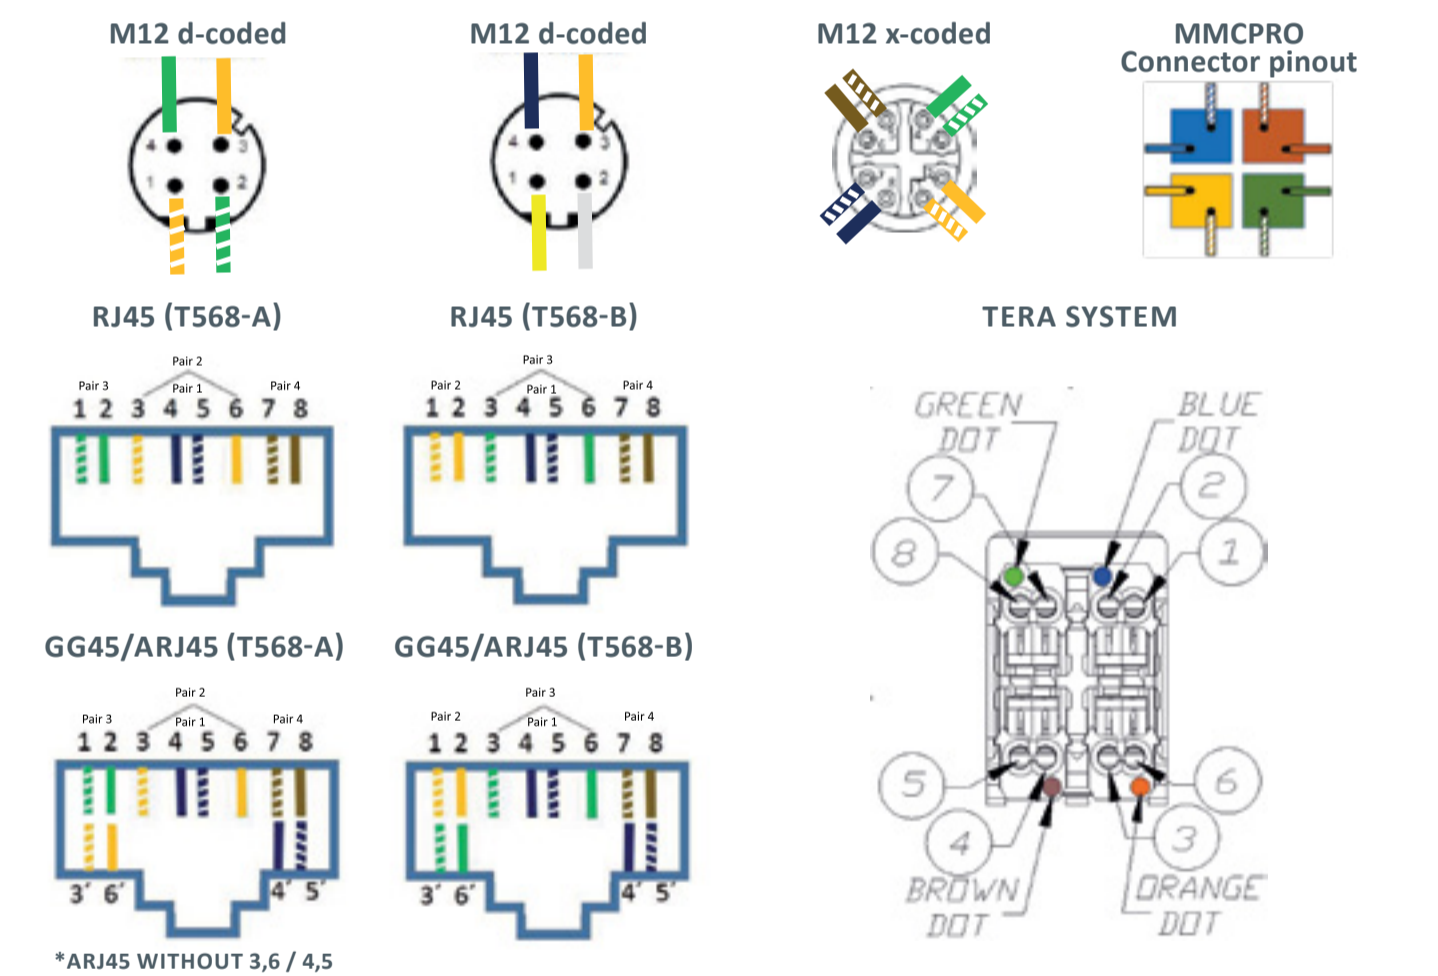 M12 d-coded
4 3
1 2
M12 d-coded
4 3
1 2
M12 x-coded
MMCPRO
Connector pinout
RJ45 (T568-A)
Pair 2
Pair 3 Pair 1 Pair 4
1 2 3 4 5 6 7 8
RJ45 (T568-B)
Pair 3
Pair 2 Pair 1 Pair 4
1 2 3 4 5 6 7 8
GG45/ARJ45 (T568-A)
Pair 2
Pair 3 Pair 1 Pair 4
1 2 3 4 5 6 7 8
3′ 6′ 4′ 5′
*ARJ45 WITHOUT 3,6 / 4,5
GG45/ARJ45 (T568-B)
Pair 3
Pair 2 Pair 1 Pair 4
1 2 3 4 5 6 7 8
3′ 6′ 4′ 5′
TERA SYSTEM
GREEN
DOT
BLUE
DOT
7
2
8
1
5
6
4
3
BROWN
DOT
ORANGE
DOT